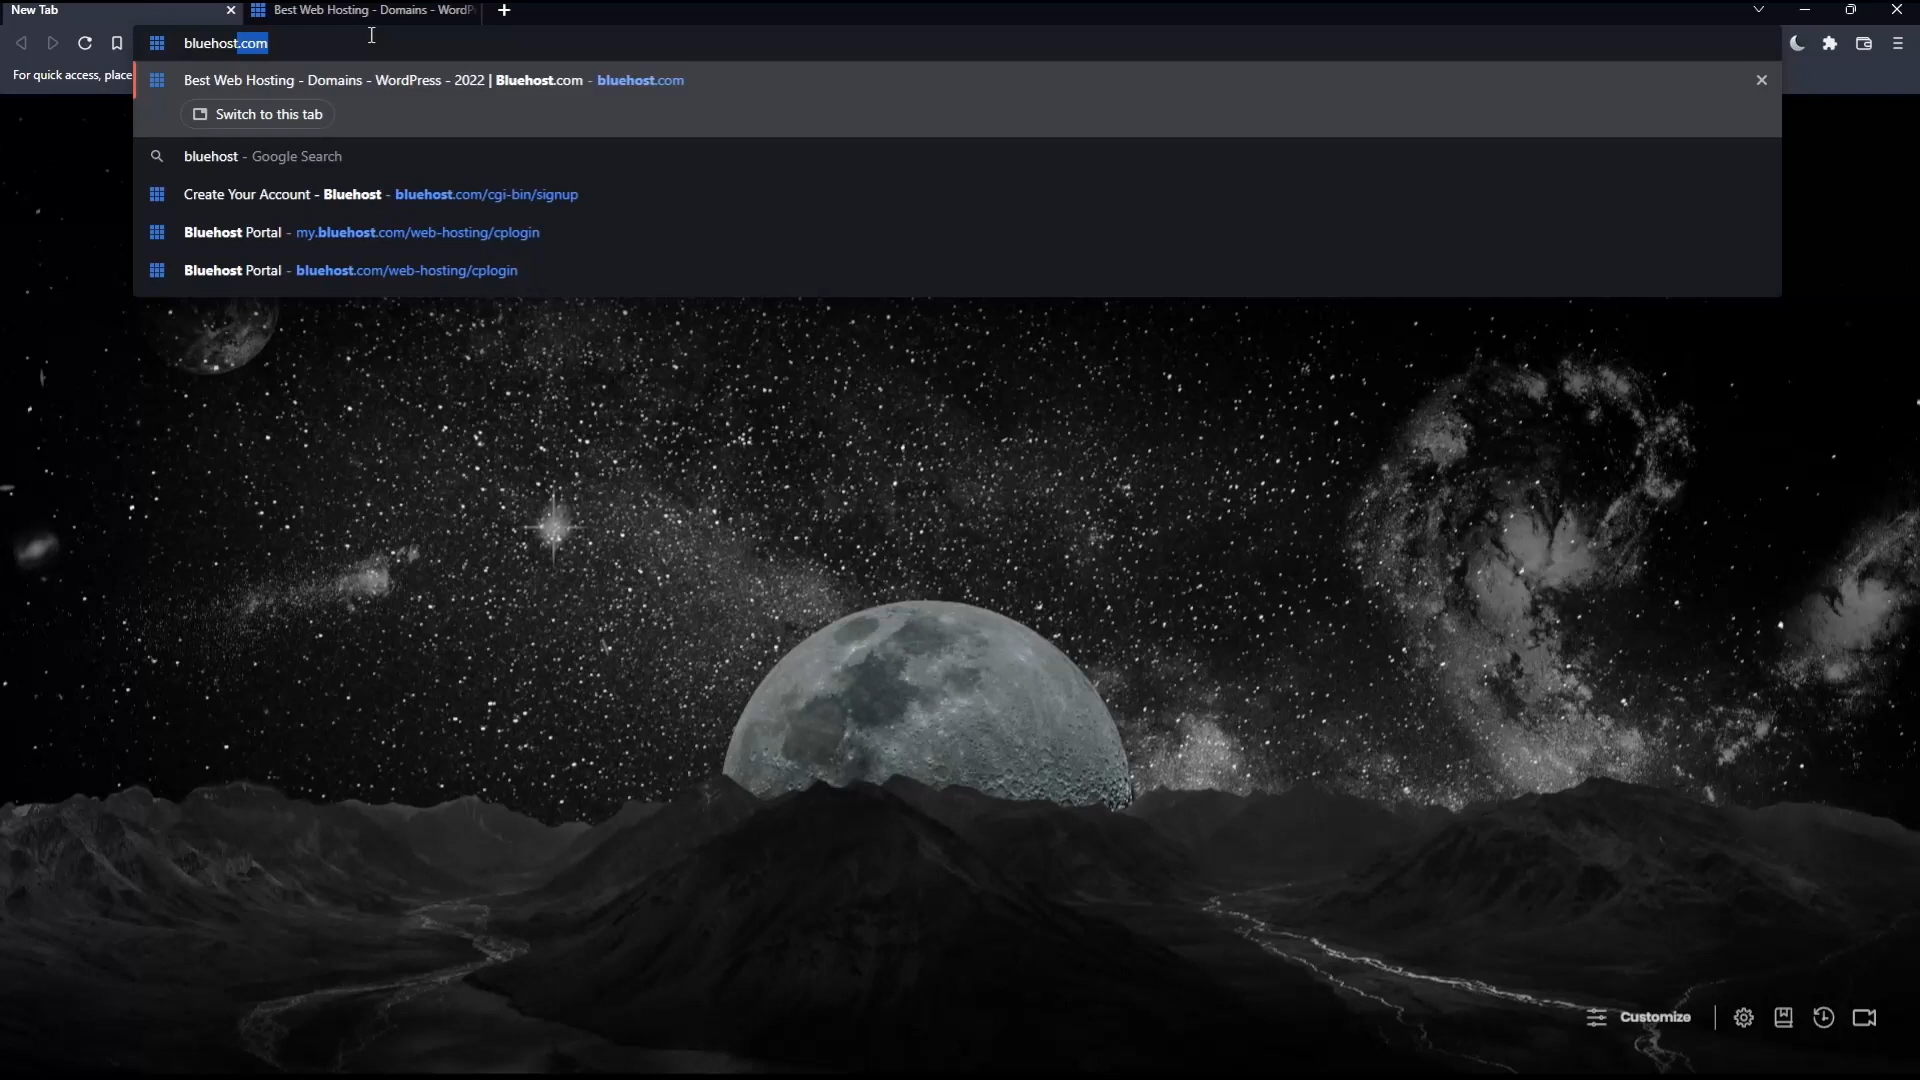 New Tab
Best Web Hosting - Domains - WordP
bluehost.com
For quick access, place
Best Web Hosting - Domains - WordPress - 2022 | Bluehost.com - bluehost.com
Switch to this tab
bluehost - Google Search
Create Your Account - Bluehost - bluehost.com/cgi-bin/signup
Bluehost Portal - my.bluehost.com/web-hosting/cplogin
Bluehost Portal - bluehost.com/web-hosting/cplogin
Customize